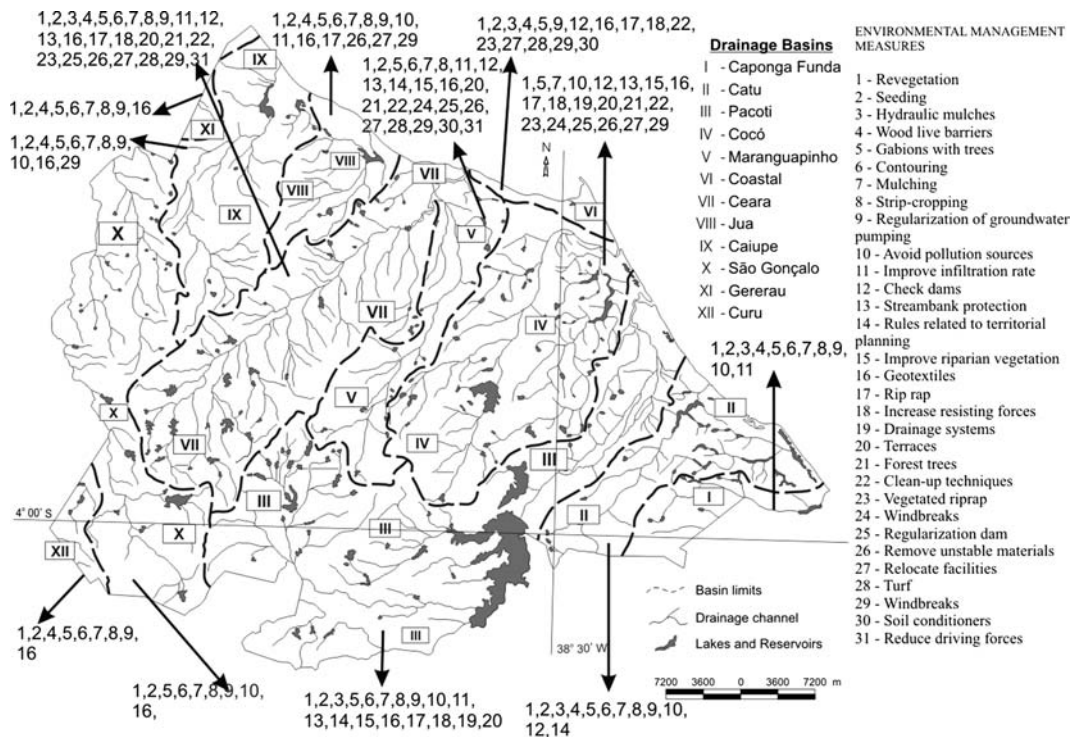 1,2,3,4,5,6,7,8,9,11,12,
13,16,17,18,20,21,22,
23,25,26,27,28,29,31
1,2,4,5,6,7,8,9,10,
11,16,17,26,27,29
1,2,3,4,5,9,12,16,17,18,22,
23,27,28,29,30
1,2,5,6,7,8,11,12,
13,14,15,16,20,
21,22,24,25,26,
27,28,29,30,31
1,5,7,10,12,13,15,16,
17,18,19,20,21,22,
23,24,25,26,27,29
1,2,4,5,6,7,8,9,16
1,2,4,5,6,7,8,9,
10,16,29
IX
XI
VIII
VIII
IX
X
VII
V
VI
N
VII
IV
X
V
VII
IV
III
III
II
I
II
4° 00' S
X
III
XII
III
38° 30' W
1,2,3,4,5,6,7,8,9,
10,11
1,2,4,5,6,7,8,9,
16
1,2,5,6,7,8,9,10,
16,
1,2,3,5,6,7,8,9,10,11,
13,14,15,16,17,18,19,20
1,2,3,4,5,6,7,8,9,10,
12,14
Drainage Basins
I - Caponga Funda
II - Catu
III - Pacoti
IV - Cocó
V - Maranguapinho
VI - Coastal
VII - Ceara
VIII - Jua
IX - Caiupe
X - São Gonçalo
XI - Gererau
XII - Curu
Basin limits
Drainage channel
Lakes and Reservoirs
7200 3600 0 3600 7200 m
ENVIRONMENTAL MANAGEMENT
MEASURES
1 - Revegetation
2 - Seeding
3 - Hydraulic mulches
4 - Wood live barriers
5 - Gabions with trees
6 - Contouring
7 - Mulching
8 - Strip-cropping
9 - Regularization of groundwater
pumping
10 - Avoid pollution sources
11 - Improve infiltration rate
12 - Check dams
13 - Streambank protection
14 - Rules related to territorial
planning
15 - Improve riparian vegetation
16 - Geotextiles
17 - Rip rap
18 - Increase resisting forces
19 - Drainage systems
20 - Terraces
21 - Forest trees
22 - Clean-up techniques
23 - Vegetated riprap
24 - Windbreaks
25 - Regularization dam
26 - Remove unstable materials
27 - Relocate facilities
28 - Turf
29 - Windbreaks
30 - Soil conditioners
31 - Reduce driving forces